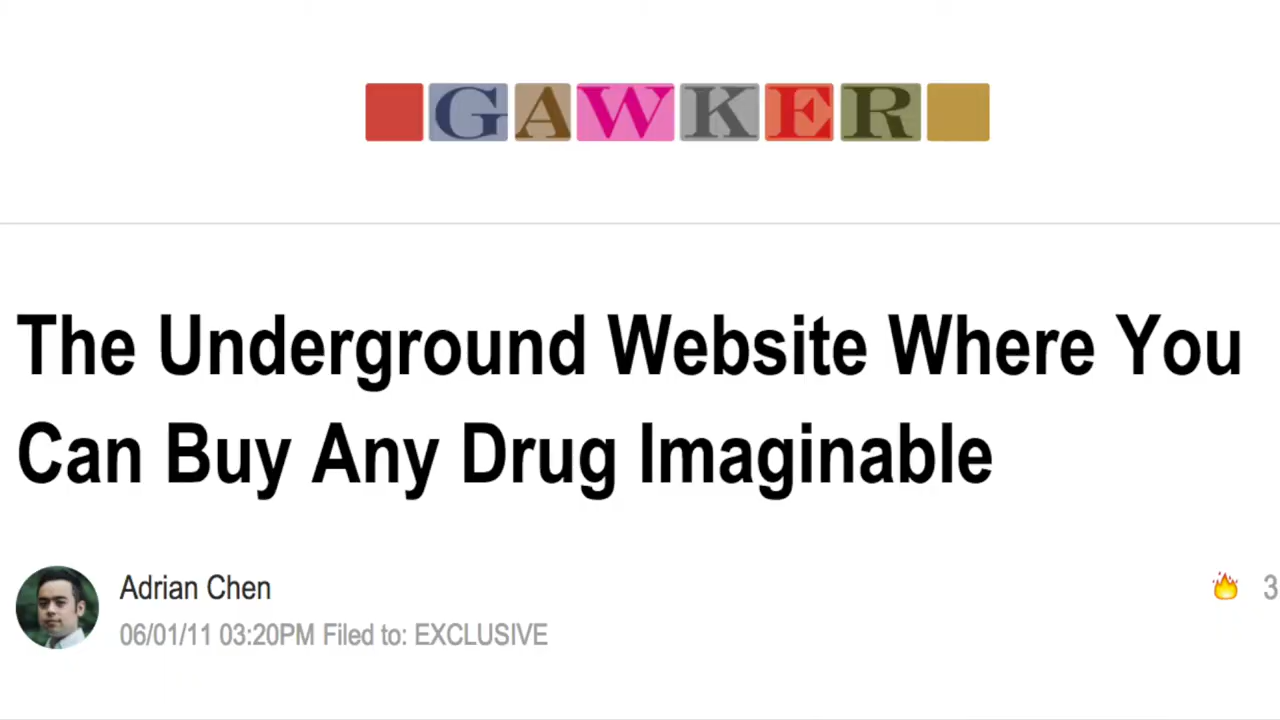 GAWKER
The Underground Website Where You
Can Buy Any Drug Imaginable
Adrian Chen
3
06/01/11 03:20PM Filed to: EXCLUSIVE